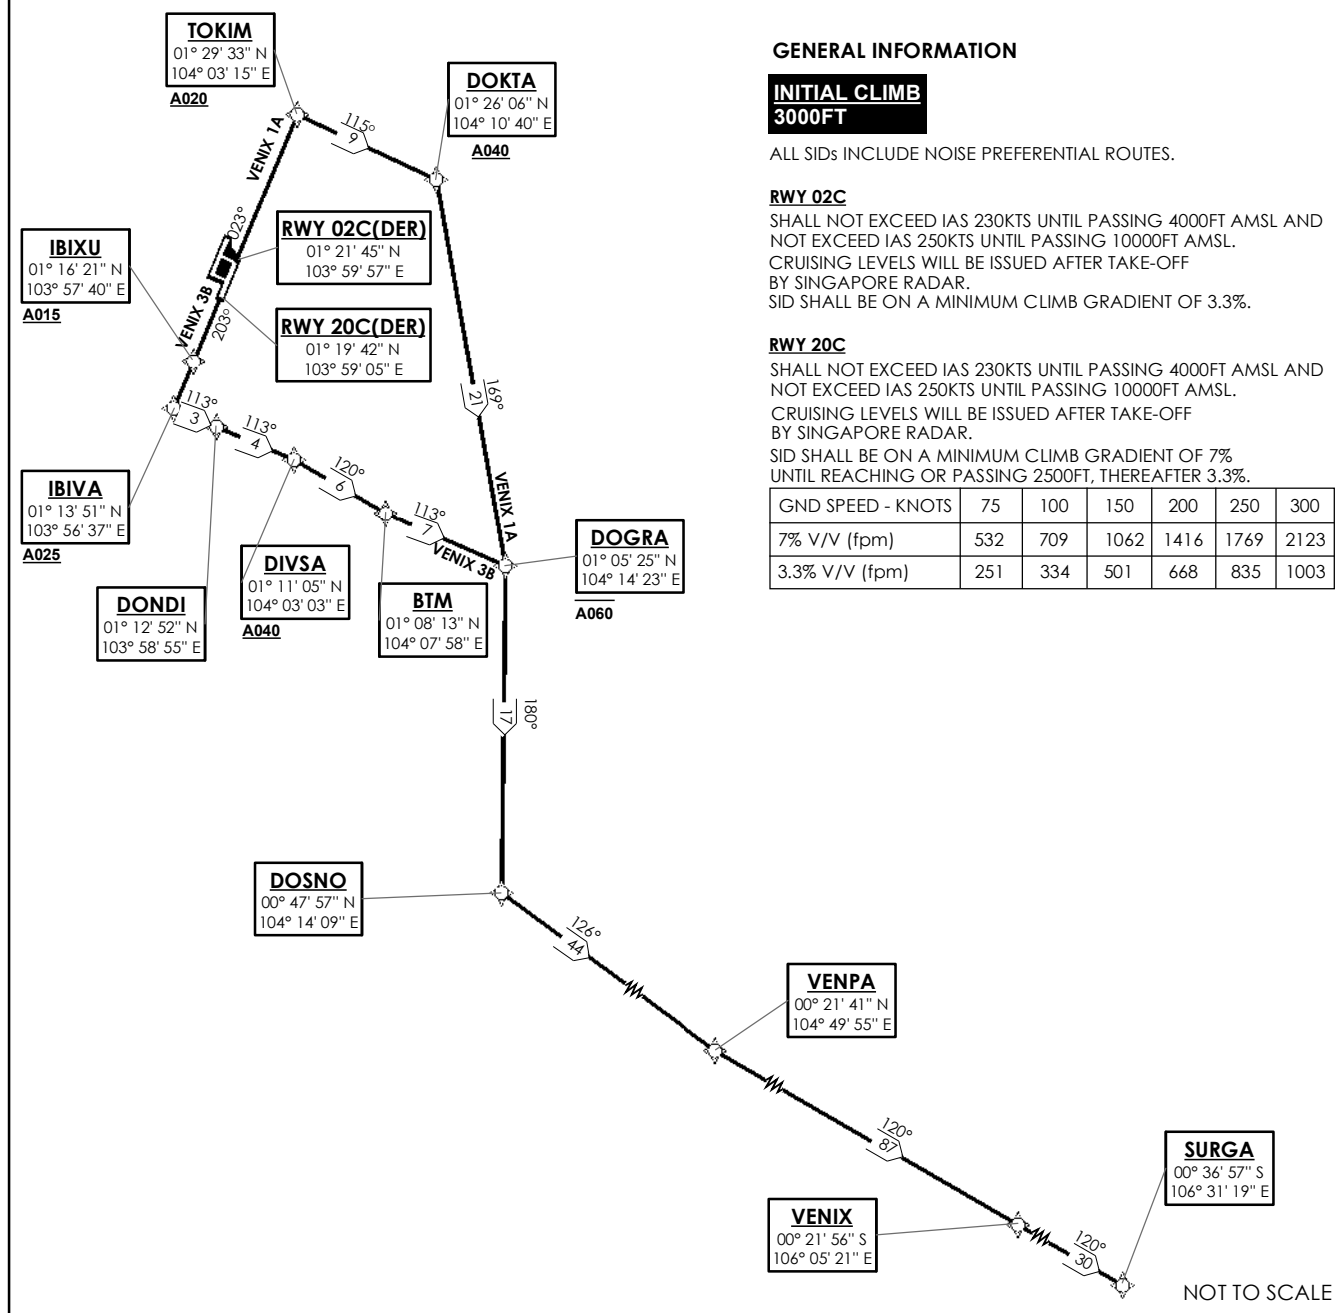 TOKIM
01° 29' 33" N
104° 03' 15" E
A020
DOKTA
01° 26' 06" N
104° 10' 40" E
A040
115°
9
VENIX 1A
023°
RWY 02C(DER)
01° 21' 45" N
103° 59' 57" E
IBIXU
01° 16' 21" N
103° 57' 40" E
A015
VENIX 3B
203°
RWY 20C(DER)
01° 19' 42" N
103° 59' 05" E
169°
21
VENIX 1A
113°
3
113°
4
120°
6
113°
7
VENIX 3B
IBIVA
01° 13' 51" N
103° 56' 37" E
A025
DONDI
01° 12' 52" N
103° 58' 55" E
DIVSA
01° 11' 05" N
104° 03' 03" E
A040
BTM
01° 08' 13" N
104° 07' 58" E
DOGRA
01° 05' 25" N
104° 14' 23" E
A060
180°
17
DOSNO
00° 47' 57" N
104° 14' 09" E
126°
44
VENPA
00° 21' 41" N
104° 49' 55" E
120°
87
VENIX
00° 21' 56" S
106° 05' 21" E
120°
30
SURGA
00° 36' 57" S
106° 31' 19" E
GENERAL INFORMATION
INITIAL CLIMB
3000FT
ALL SIDs INCLUDE NOISE PREFERENTIAL ROUTES.
RWY 02C
SHALL NOT EXCEED IAS 230KTS UNTIL PASSING 4000FT AMSL AND
NOT EXCEED IAS 250KTS UNTIL PASSING 10000FT AMSL.
CRUISING LEVELS WILL BE ISSUED AFTER TAKE-OFF
BY SINGAPORE RADAR.
SID SHALL BE ON A MINIMUM CLIMB GRADIENT OF 3.3%.
RWY 20C
SHALL NOT EXCEED IAS 230KTS UNTIL PASSING 4000FT AMSL AND
NOT EXCEED IAS 250KTS UNTIL PASSING 10000FT AMSL.
CRUISING LEVELS WILL BE ISSUED AFTER TAKE-OFF
BY SINGAPORE RADAR.
SID SHALL BE ON A MINIMUM CLIMB GRADIENT OF 7%
UNTIL REACHING OR PASSING 2500FT, THEREAFTER 3.3%.
GND SPEED - KNOTS 75 100 150 200 250 300
7% V/V (fpm) 532 709 1062 1416 1769 2123
3.3% V/V (fpm) 251 334 501 668 835 1003
NOT TO SCALE